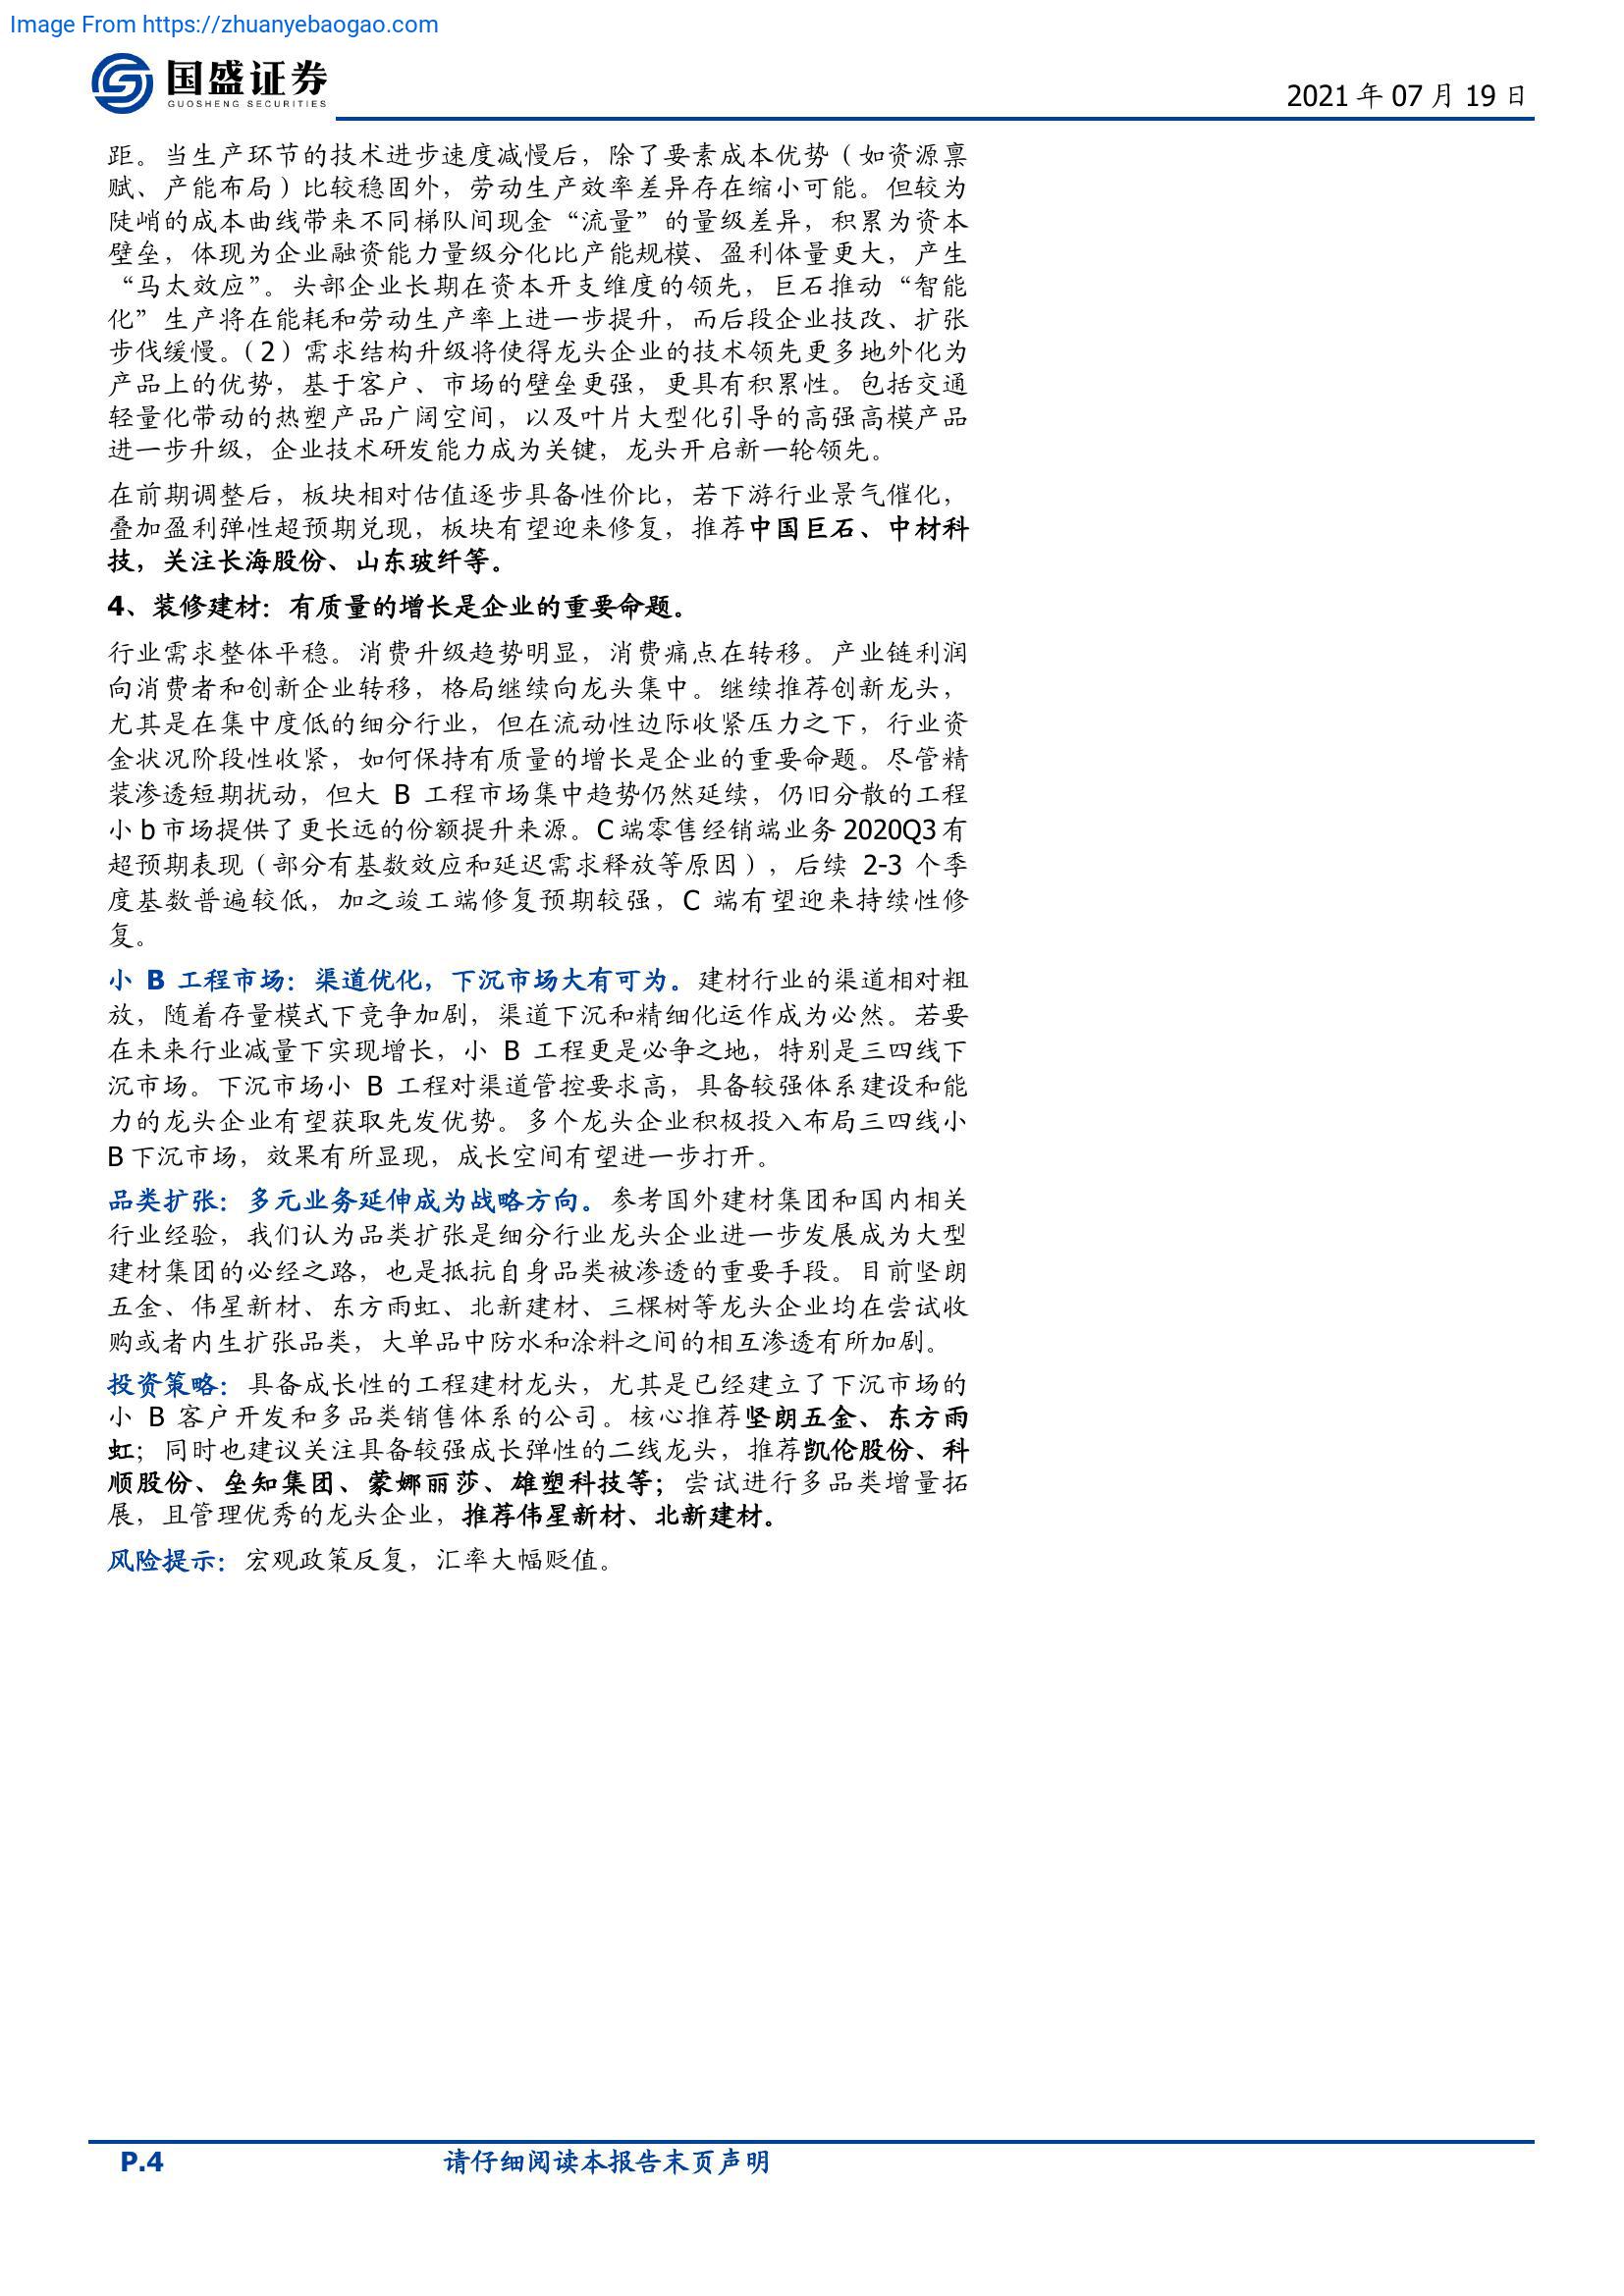 Image From https://zhuanyebaogao.com
国盛证券
GUOSHENG SECURITIES
2021 年 07 月 19 日
距。当生产环节的技术进步速度减慢后，除了要素成本优势（如资源禀
赋、产能布局）比较稳固外，劳动生产效率差异存在缩小可能。但较为
陡峭的成本曲线带来不同梯队间现金“流量”的量级差异，积累为资本
壁垒，体现为企业融资能力量级分化比产能规模、盈利体量更大，产生
“马太效应”。头部企业长期在资本开支维度的领先，巨石推动“智能
化”生产将在能耗和劳动生产率上进一步提升，而后段企业技改、扩张
步伐缓慢。（2）需求结构升级将使得龙头企业的技术领先更多地外化为
产品上的优势，基于客户、市场的壁垒更强，更具有积累性。包括交通
轻量化带动的热塑产品广阔空间，以及叶片大型化引导的高强高模产品
进一步升级，企业技术研发能力成为关键，龙头开启新一轮领先。
在前期调整后，板块相对估值逐步具备性价比，若下游行业景气催化，
叠加盈利弹性超预期兑现，板块有望迎来修复，推荐中国巨石、中材科
技，关注长海股份、山东玻纤等。
4、装修建材：有质量的增长是企业的重要命题。
行业需求整体平稳。消费升级趋势明显，消费痛点在转移。产业链利润
向消费者和创新企业转移，格局继续向龙头集中。继续推荐创新龙头，
尤其是在集中度低的细分行业，但在流动性边际收紧压力之下，行业资
金状况阶段性收紧，如何保持有质量的增长是企业的重要命题。尽管精
装渗透短期扰动，但大 B 工程市场集中趋势仍然延续，仍旧分散的工程
小 b 市场提供了更长远的份额提升来源。C 端零售经销端业务 2020Q3 有
超预期表现（部分有基数效应和延迟需求释放等原因），后续 2-3 个季
度基数普遍较低，加之竣工端修复预期较强，C 端有望迎来持续性修
复。
小 B 工程市场：渠道优化，下沉市场大有可为。建材行业的渠道相对粗
放，随着存量模式下竞争加剧，渠道下沉和精细化运作成为必然。若要
在未来行业减量下实现增长，小 B 工程更是必争之地，特别是三四线下
沉市场。下沉市场小 B 工程对渠道管控要求高，具备较强体系建设和能
力的龙头企业有望获取先发优势。多个龙头企业积极投入布局三四线小
B 下沉市场，效果有所显现，成长空间有望进一步打开。
品类扩张：多元业务延伸成为战略方向。参考国外建材集团和国内相关
行业经验，我们认为品类扩张是细分行业龙头企业进一步发展成为大型
建材集团的必经之路，也是抵抗自身品类被渗透的重要手段。目前坚朗
五金、伟星新材、东方雨虹、北新建材、三棵树等龙头企业均在尝试收
购或者内生扩张品类，大单品中防水和涂料之间的相互渗透有所加剧。
投资策略：具备成长性的工程建材龙头，尤其是已经建立了下沉市场的
小 B 客户开发和多品类销售体系的公司。核心推荐坚朗五金、东方雨
虹；同时也建议关注具备较强成长弹性的二线龙头，推荐凯伦股份、科
顺股份、垒知集团、蒙娜丽莎、雄塑科技等；尝试进行多品类增量拓
展，且管理优秀的龙头企业，推荐伟星新材、北新建材。
风险提示：宏观政策反复，汇率大幅贬值。
P.4
请仔细阅读本报告末页声明